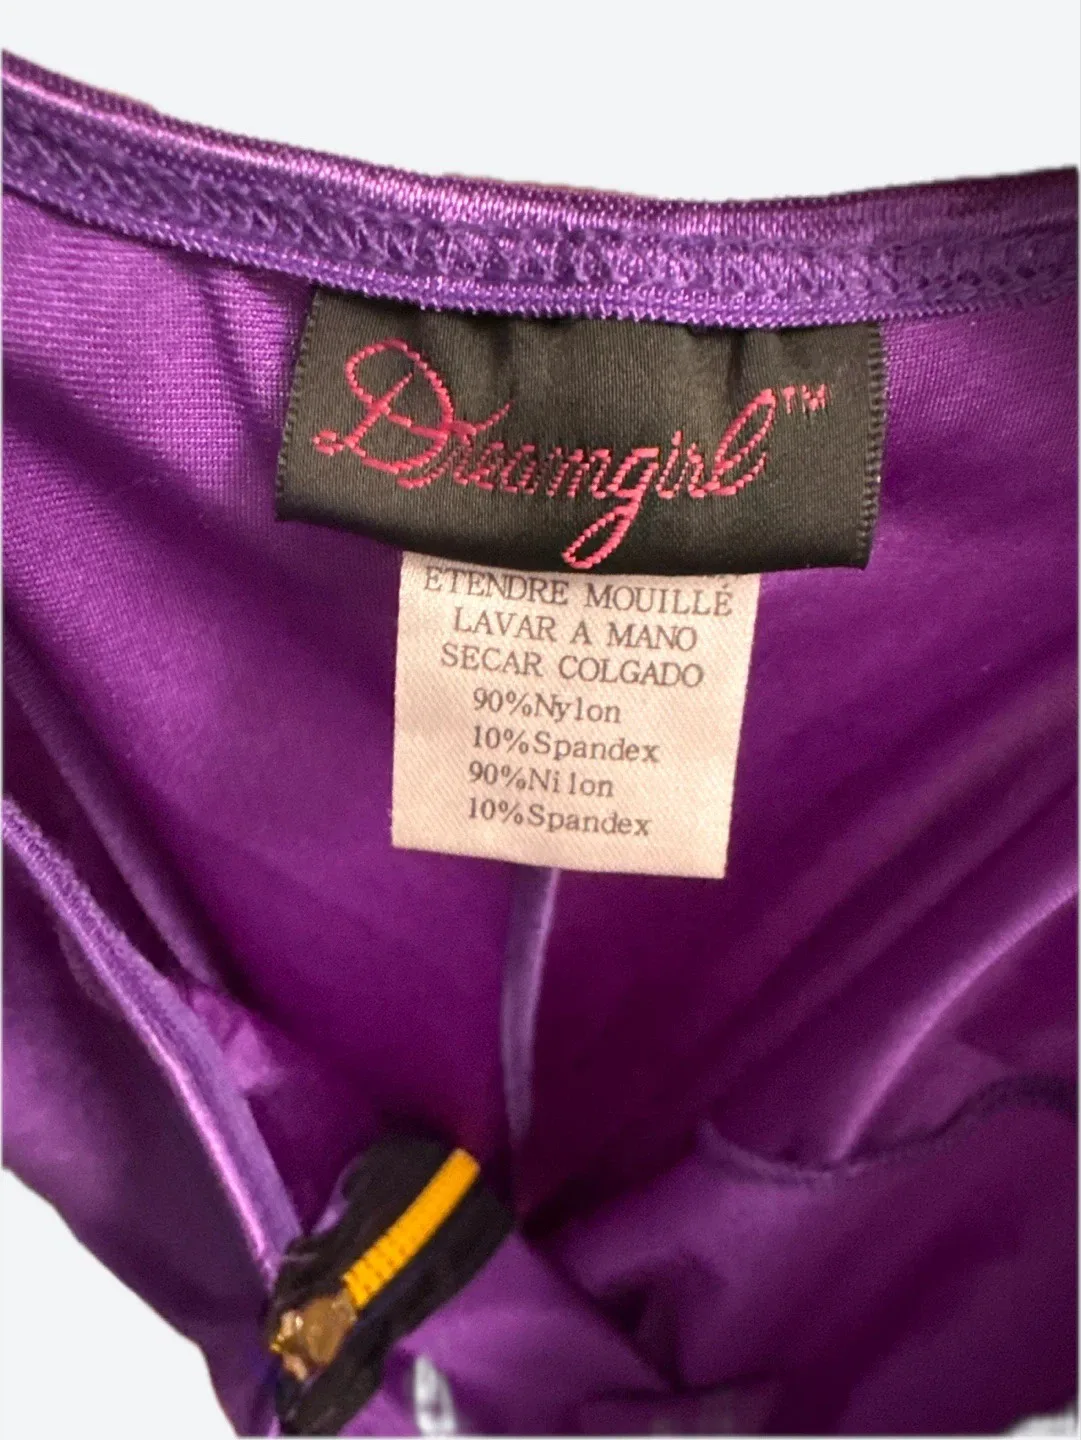 Dreamgirl™
ETENDRE MOUILLÉ
LAVAR A MANO
SECAR COLGADO
90%Nylon
10%Spandex
90%Nilon
10%Spandex